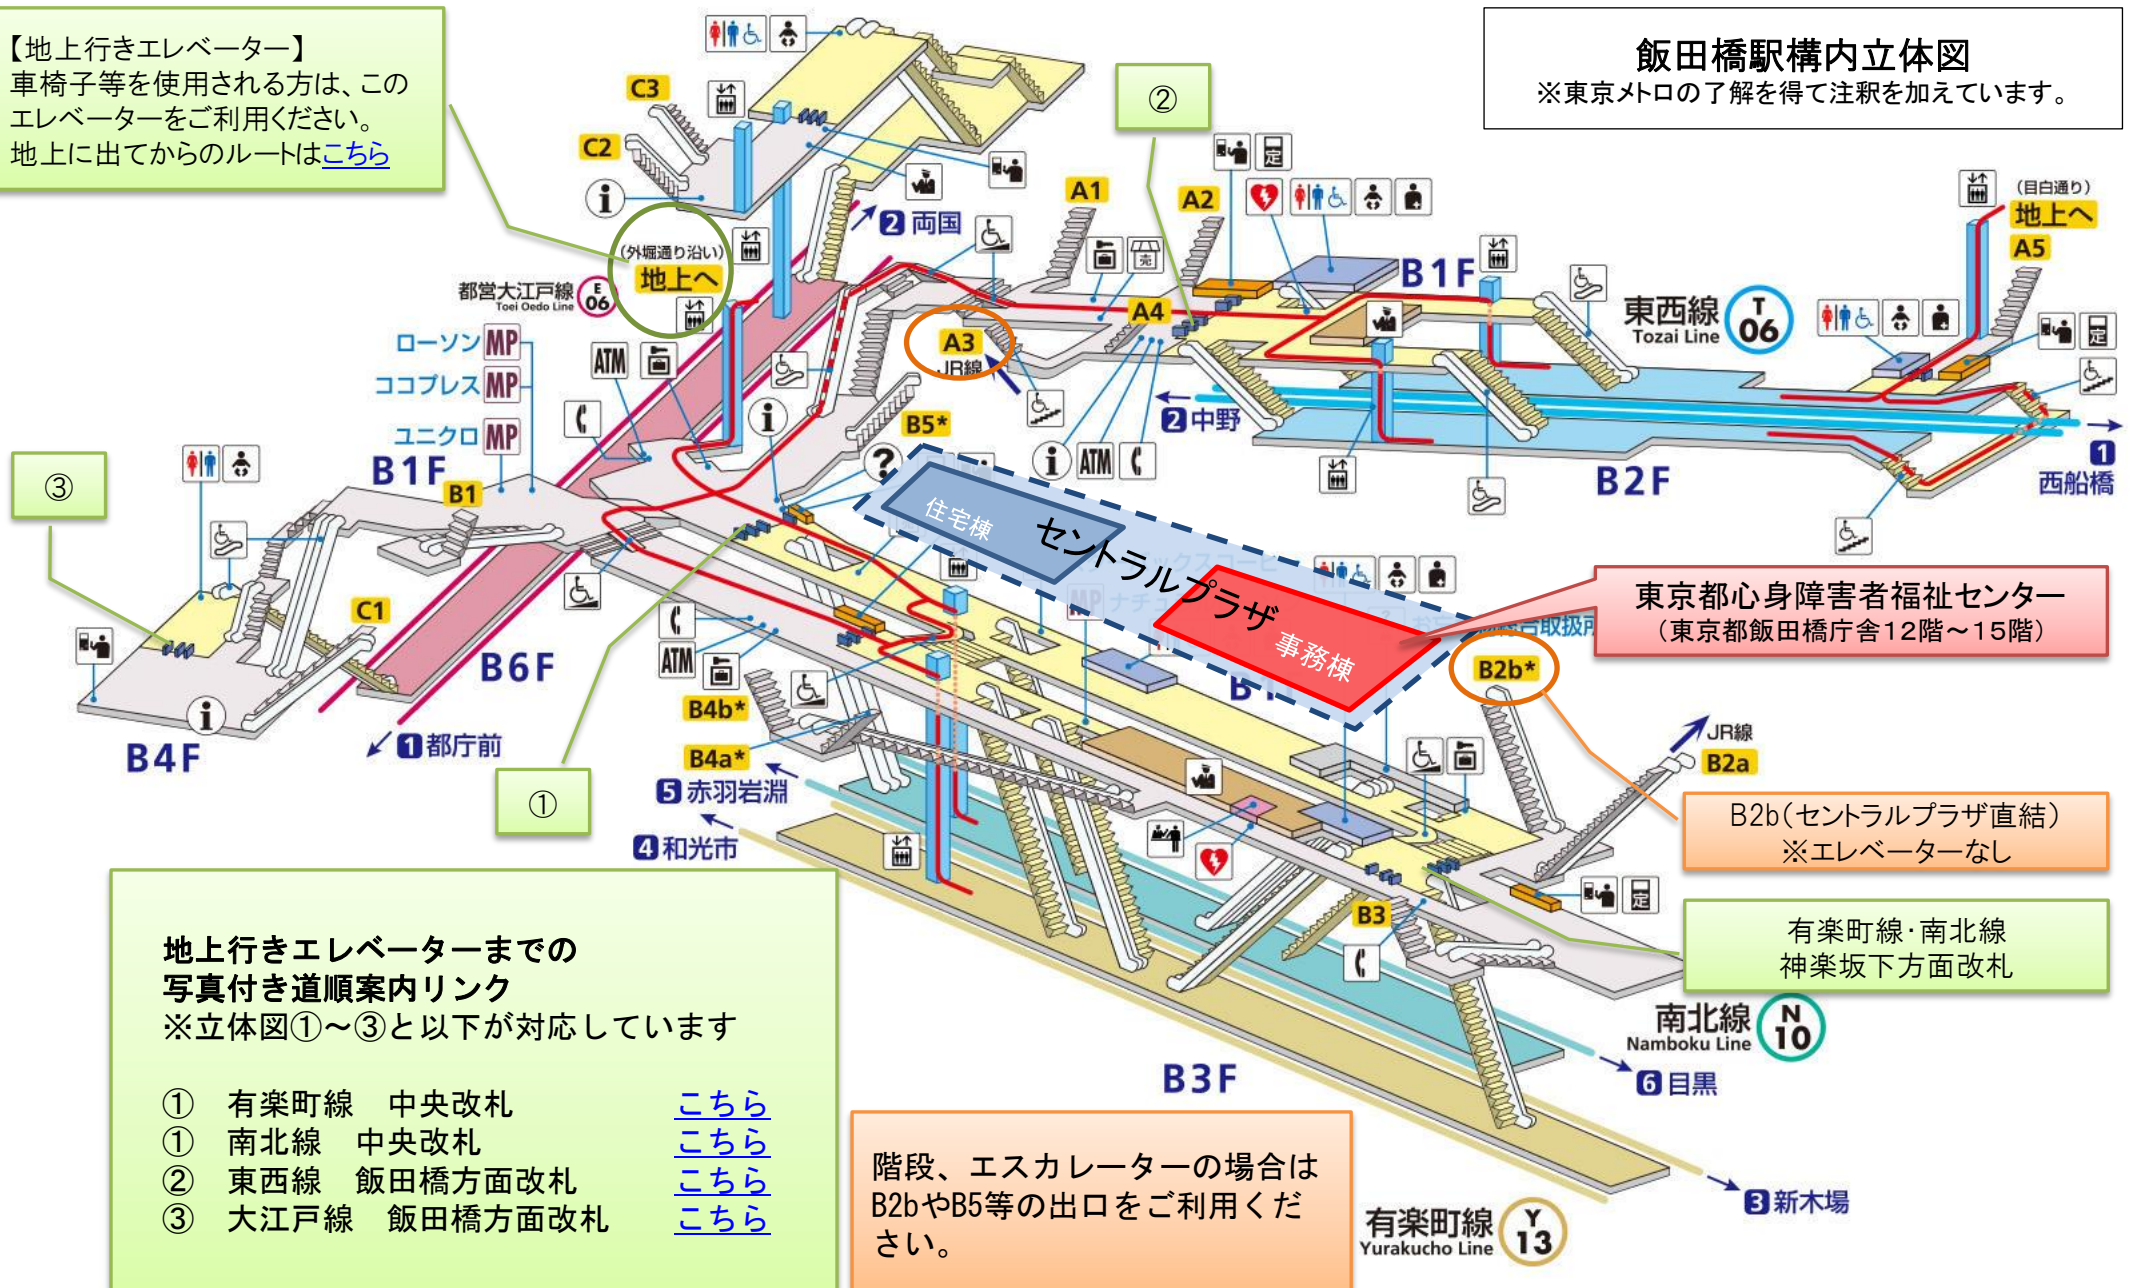 【地上行きエレベーター】
車椅子等を使用される方は、この
エレベーターをご利用ください。
地上に出てからのルートはこちら
飯田橋駅構内立体図
※東京メトロの了解を得て注釈を加えています。
②
C3
C2
2 両国
A1
A2
B1F
(目白通り)
地上へ
A5
(外堀通り沿い)
地上へ
都営大江戸線
Toei Oedo Line
E
06
A3
JR線
A4
東西線
Tozai Line
T
06
ローソン MP
ココプレス MP
ユニクロ MP
ATM
B5*
2 中野
ATM
B2F
1
西船橋
③
B1F
B1
住宅棟
セントラルプラザ
事務棟
東京都心身障害者福祉センター
(東京都飯田橋庁舎12階～15階)
C1
B6F
ATM
B4b*
B4a*
B2b*
JR線
B2a
B4F
1 都庁前
①
5 赤羽岩淵
4 和光市
B2b(セントラルプラザ直結)
※エレベーターなし
B3
有楽町線・南北線
神楽坂下方面改札
南北線
Namboku Line
N
10
B3F
6 目黒
3 新木場
有楽町線
Yurakucho Line
Y
13
地上行きエレベーターまでの
写真付き道順案内リンク
※立体図①～③と以下が対応しています
① 有楽町線 中央改札 こちら
① 南北線 中央改札 こちら
② 東西線 飯田橋方面改札 こちら
③ 大江戸線 飯田橋方面改札 こちら
階段、エスカレーターの場合は
B2bやB5等の出口をご利用くだ
さい。